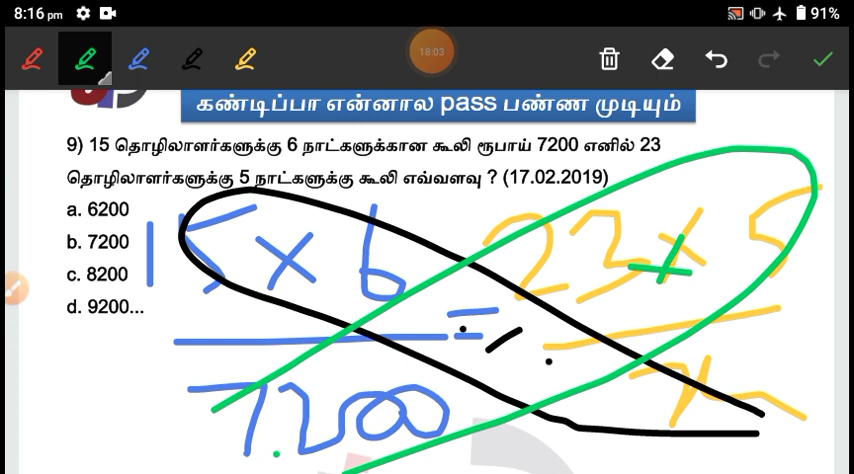 8:16 pm 91%
18:03
கண்டிப்பா என்னால pass பண்ண முடியும்
9) 15 தொழிலாளர்களுக்கு 6 நாட்களுக்கான கூலி ரூபாய் 7200 எனில் 23
தொழிலாளர்களுக்கு 5 நாட்களுக்கு கூலி எவ்வளவு ? (17.02.2019)
a. 6200
b. 7200
c. 8200
d. 9200...
15 x 6 = 23 x 5
7200 x